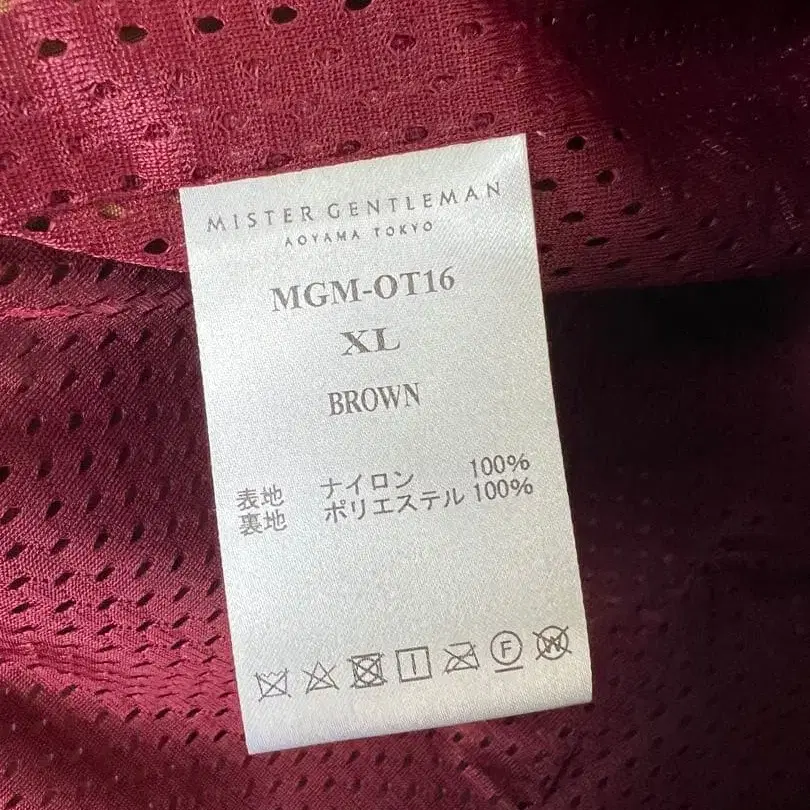 MISTER GENTLEMAN
AOYAMA TOKYO
MGM-OT16
XL
BROWN
表地 ナイロン 100%
裏地 ポリエステル 100%
F W